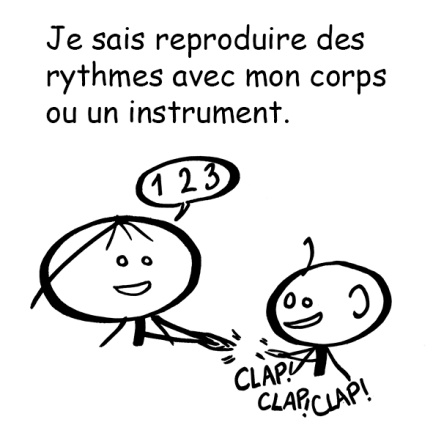 Je sais reproduire des
rythmes avec mon corps
ou un instrument.
1 2 3
CLAP!
CLAP! CLAP!